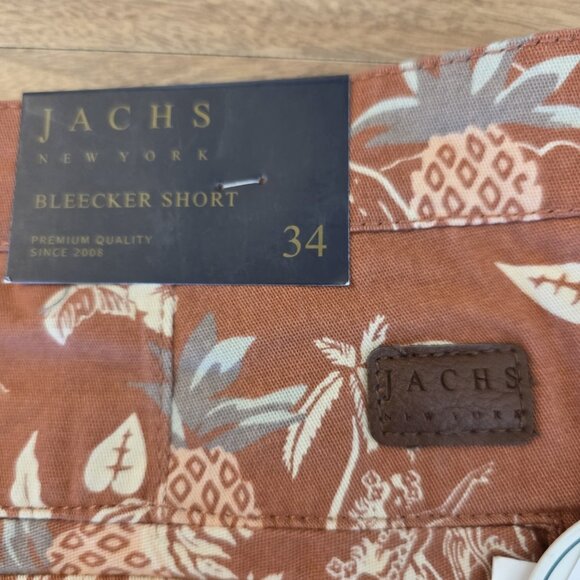 JACHS
NEW YORK
BLEECKER SHORT
PREMIUM QUALITY
SINCE 2008
34
JACHS
NEW YORK